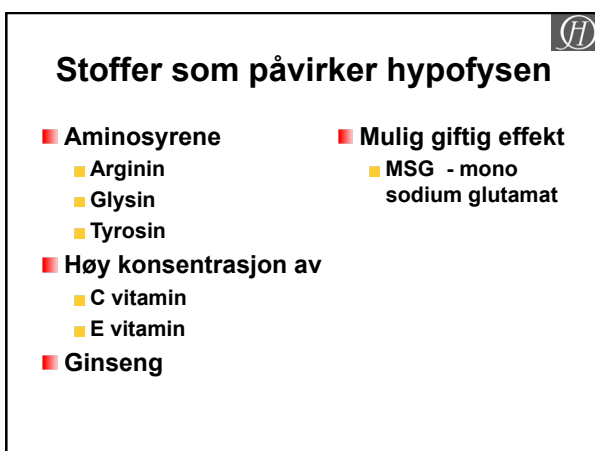 H
Stoffer som påvirker hypofysen
Aminosyrene
Arginin
Glysin
Tyrosin
Høy konsentrasjon av
C vitamin
E vitamin
Ginseng
Mulig giftig effekt
MSG - mono
sodium glutamat